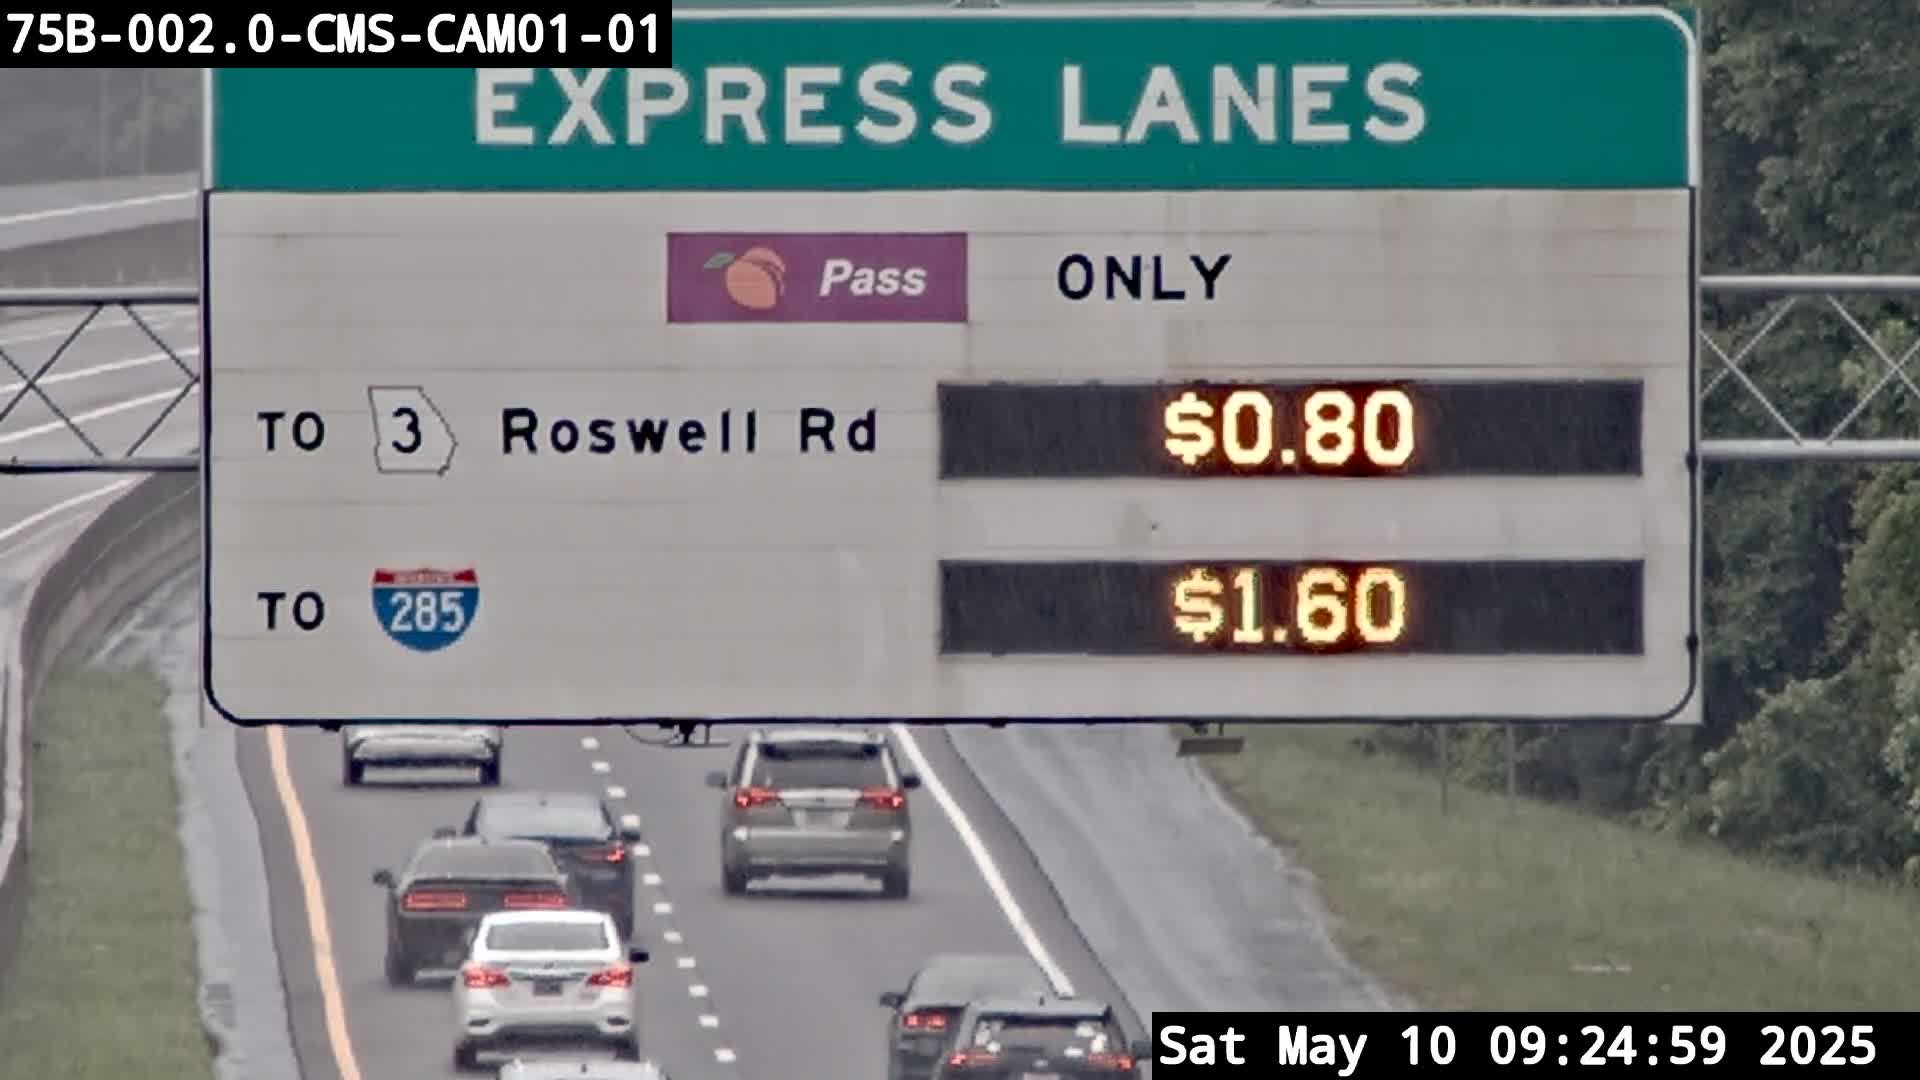 75B-002.0-CMS-CAM01-01
EXPRESS LANES
Pass ONLY
TO 3 Roswell Rd $0.80
TO 285 $1.60
Sat May 10 09:24:59 2025